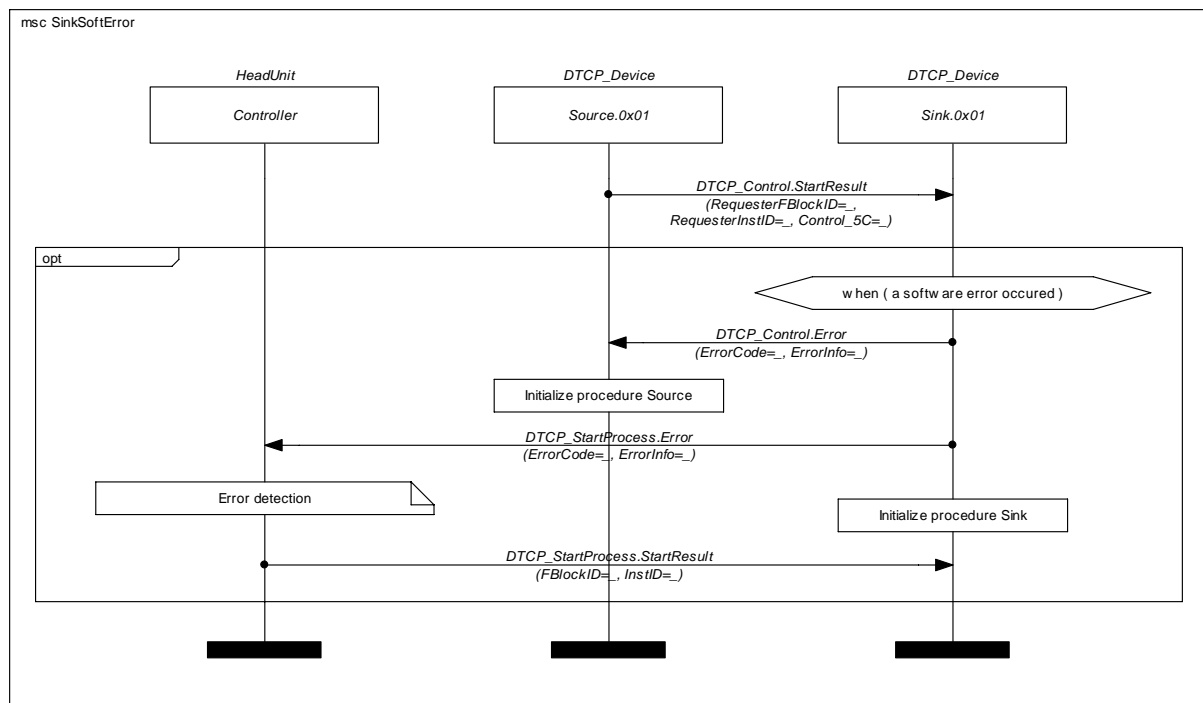 msc SinkSoftError
HeadUnit
DTCP_Device
DTCP_Device
Controller
Source.0x01
Sink.0x01
DTCP_Control.StartResult
(RequesterFBlockID=_,
RequesterInstID=_, Control_5C=_)
opt
when ( a software error occured )
DTCP_Control.Error
(ErrorCode=_, ErrorInfo=_)
Initialize procedure Source
DTCP_StartProcess.Error
(ErrorCode=_, ErrorInfo=_)
Error detection
Initialize procedure Sink
DTCP_StartProcess.StartResult
(FBlockID=_, InstID=_)